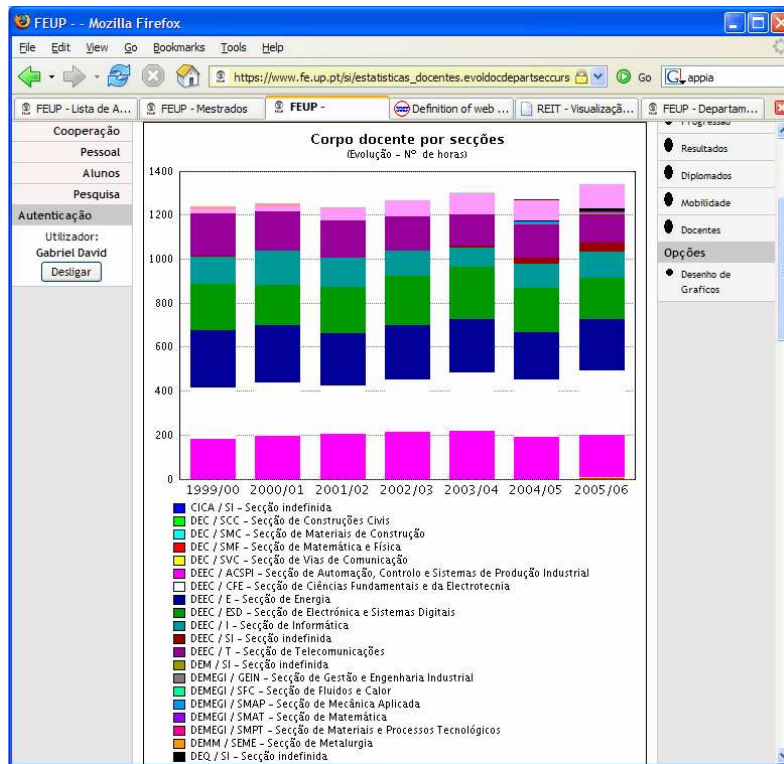 FEUP - - Mozilla Firefox
File Edit View Go Bookmarks Tools Help
https://www.fe.up.pt/si/estatisticas_docentes.evoldocdepartseccurs Go appia
FEUP - Lista de A... FEUP - Mestrados FEUP - Definition of web ... REIT - Visualizaçã... FEUP - Departam...
Cooperação
Pessoal
Alunos
Pesquisa
Autenticação
Utilizador:
Gabriel David
Desligar
Corpo docente por secções
(Evolução - Nº de horas)
1400
1200
1000
800
600
400
200
0
1999/00 2000/01 2001/02 2002/03 2003/04 2004/05 2005/06
CICA / SI - Secção indefinida
DEC / SCC - Secção de Construções Civis
DEC / SMC - Secção de Materiais de Construção
DEC / SMF - Secção de Matemática e Física
DEC / SVC - Secção de Vias de Comunicação
DEEC / ACSPI - Secção de Automação, Controlo e Sistemas de Produção Industrial
DEEC / CFE - Secção de Ciências Fundamentais e da Electrotecnia
DEEC / E - Secção de Energia
DEEC / ESD - Secção de Electrónica e Sistemas Digitais
DEEC / I - Secção de Informática
DEEC / SI - Secção indefinida
DEEC / T - Secção de Telecomunicações
DEM / SI - Secção indefinida
DEMEGI / GEIN - Secção de Gestão e Engenharia Industrial
DEMEGI / SFC - Secção de Fluidos e Calor
DEMEGI / SMAP - Secção de Mecânica Aplicada
DEMEGI / SMAT - Secção de Matemática
DEMEGI / SMPT - Secção de Materiais e Processos Tecnológicos
DEMM / SEME - Secção de Metalurgia
DEQ / SI - Secção indefinida
Progressão
Resultados
Diplomados
Mobilidade
Docentes
Opções
Desenho de
Graficos